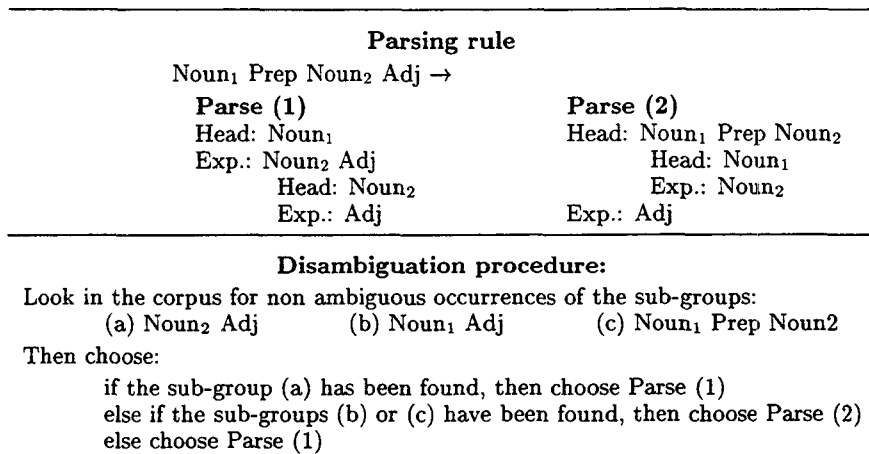 Parsing rule
Noun₁ Prep Noun₂ Adj →
Parse (1) Parse (2)
Head: Noun₁ Head: Noun₁ Prep Noun₂
Exp.: Noun₂ Adj Head: Noun₁
Head: Noun₂ Exp.: Noun₂
Exp.: Adj Exp.: Adj
Disambiguation procedure:
Look in the corpus for non ambiguous occurrences of the sub-groups:
(a) Noun₂ Adj (b) Noun₁ Adj (c) Noun₁ Prep Noun2
Then choose:
if the sub-group (a) has been found, then choose Parse (1)
else if the sub-groups (b) or (c) have been found, then choose Parse (2)
else choose Parse (1)